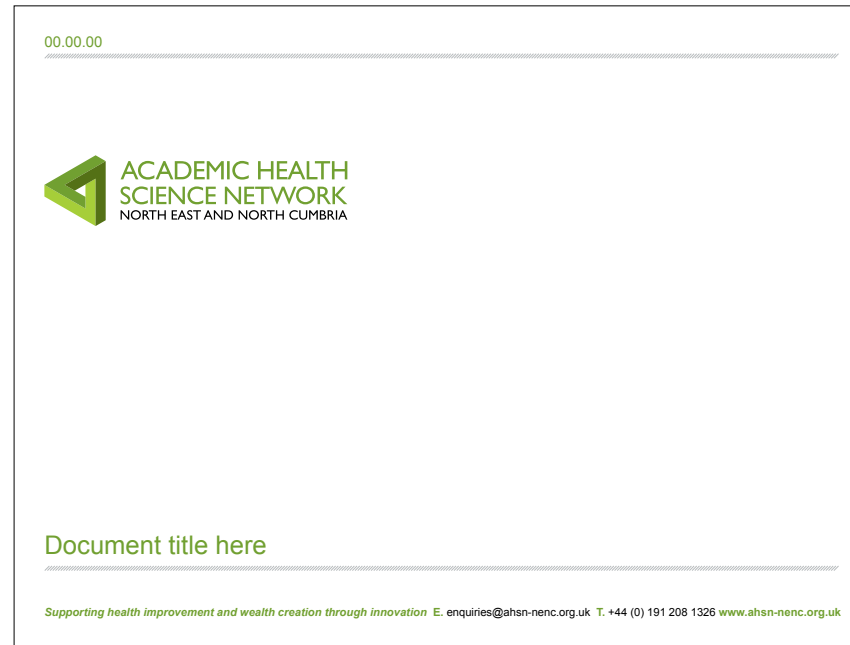 00.00.00
ACADEMIC HEALTH
SCIENCE NETWORK
NORTH EAST AND NORTH CUMBRIA
Document title here
Supporting health improvement and wealth creation through innovation E. enquiries@ahsn-nenc.org.uk T. +44 (0) 191 208 1326 www.ahsn-nenc.org.uk